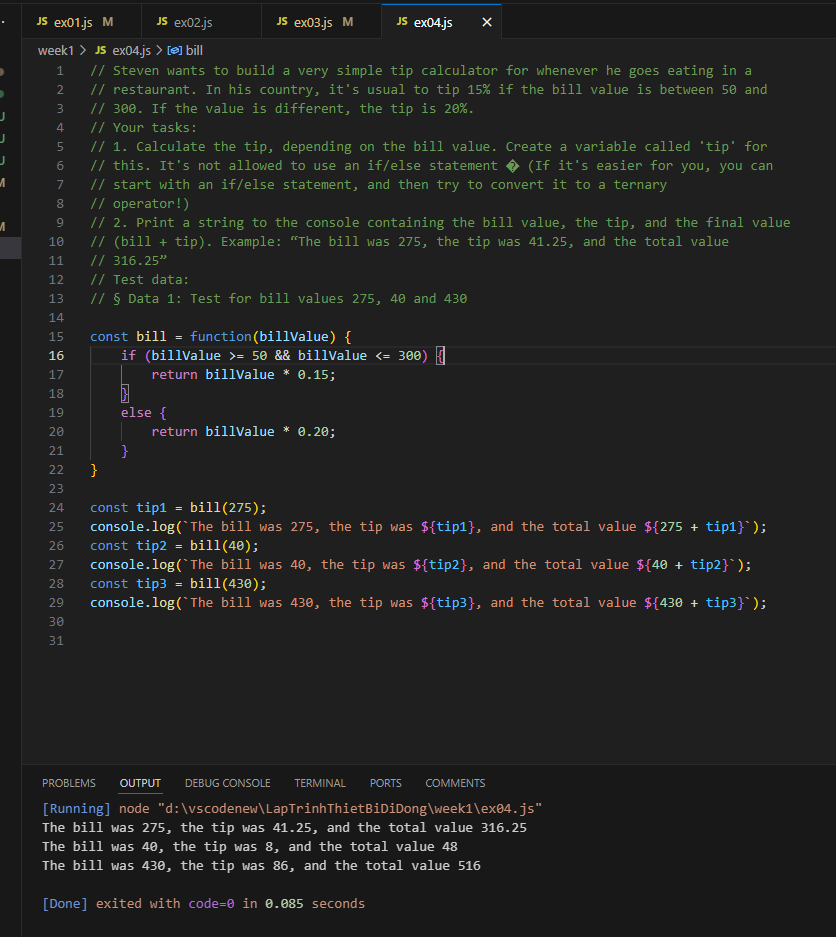 JS ex01.js M JS ex02.js JS ex03.js M JS ex04.js ×
week1 > JS ex04.js > bill
1 // Steven wants to build a very simple tip calculator for whenever he goes eating in a
2 // restaurant. In his country, it's usual to tip 15% if the bill value is between 50 and
3 // 300. If the value is different, the tip is 20%.
4 // Your tasks:
5 // 1. Calculate the tip, depending on the bill value. Create a variable called 'tip' for
6 // this. It's not allowed to use an if/else statement � (If it's easier for you, you can
7 // start with an if/else statement, and then try to convert it to a ternary
8 // operator!)
9 // 2. Print a string to the console containing the bill value, the tip, and the final value
10 // (bill + tip). Example: “The bill was 275, the tip was 41.25, and the total value
11 // 316.25”
12 // Test data:
13 // § Data 1: Test for bill values 275, 40 and 430
14
15 const bill = function(billValue) {
16 if (billValue >= 50 && billValue <= 300) {
17 return billValue * 0.15;
18 }
19 else {
20 return billValue * 0.20;
21 }
22 }
23
24 const tip1 = bill(275);
25 console.log(`The bill was 275, the tip was ${tip1}, and the total value ${275 + tip1}`);
26 const tip2 = bill(40);
27 console.log(`The bill was 40, the tip was ${tip2}, and the total value ${40 + tip2}`);
28 const tip3 = bill(430);
29 console.log(`The bill was 430, the tip was ${tip3}, and the total value ${430 + tip3}`);
30
31
PROBLEMS OUTPUT DEBUG CONSOLE TERMINAL PORTS COMMENTS
[Running] node "d:\vscodenew\LapTrinhThietBiDiDong\week1\ex04.js"
The bill was 275, the tip was 41.25, and the total value 316.25
The bill was 40, the tip was 8, and the total value 48
The bill was 430, the tip was 86, and the total value 516
[Done] exited with code=0 in 0.085 seconds